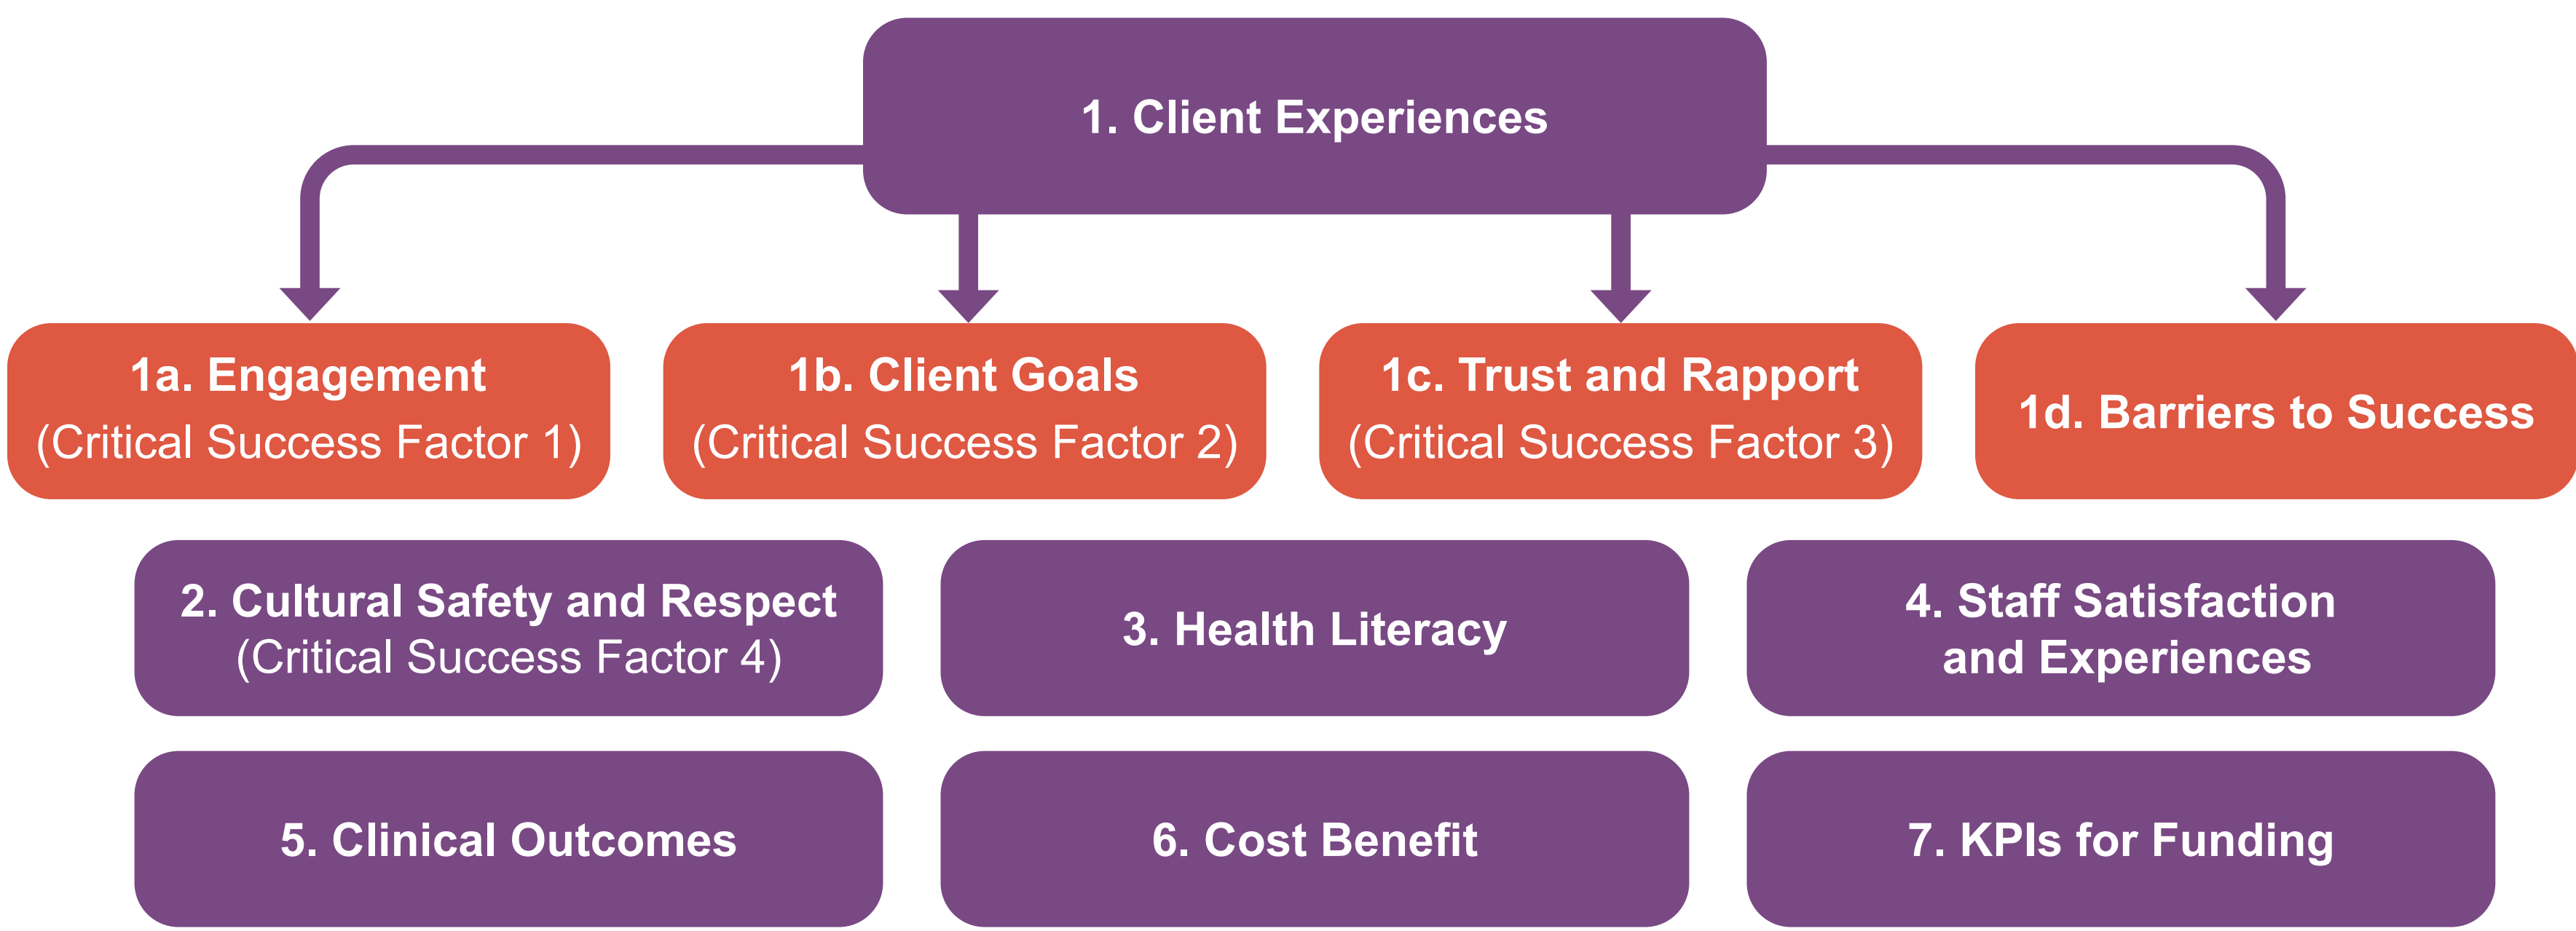 1. Client Experiences
1a. Engagement
(Critical Success Factor 1)
1b. Client Goals
(Critical Success Factor 2)
1c. Trust and Rapport
(Critical Success Factor 3)
1d. Barriers to Success
2. Cultural Safety and Respect
(Critical Success Factor 4)
3. Health Literacy
4. Staff Satisfaction
and Experiences
5. Clinical Outcomes
6. Cost Benefit
7. KPIs for Funding